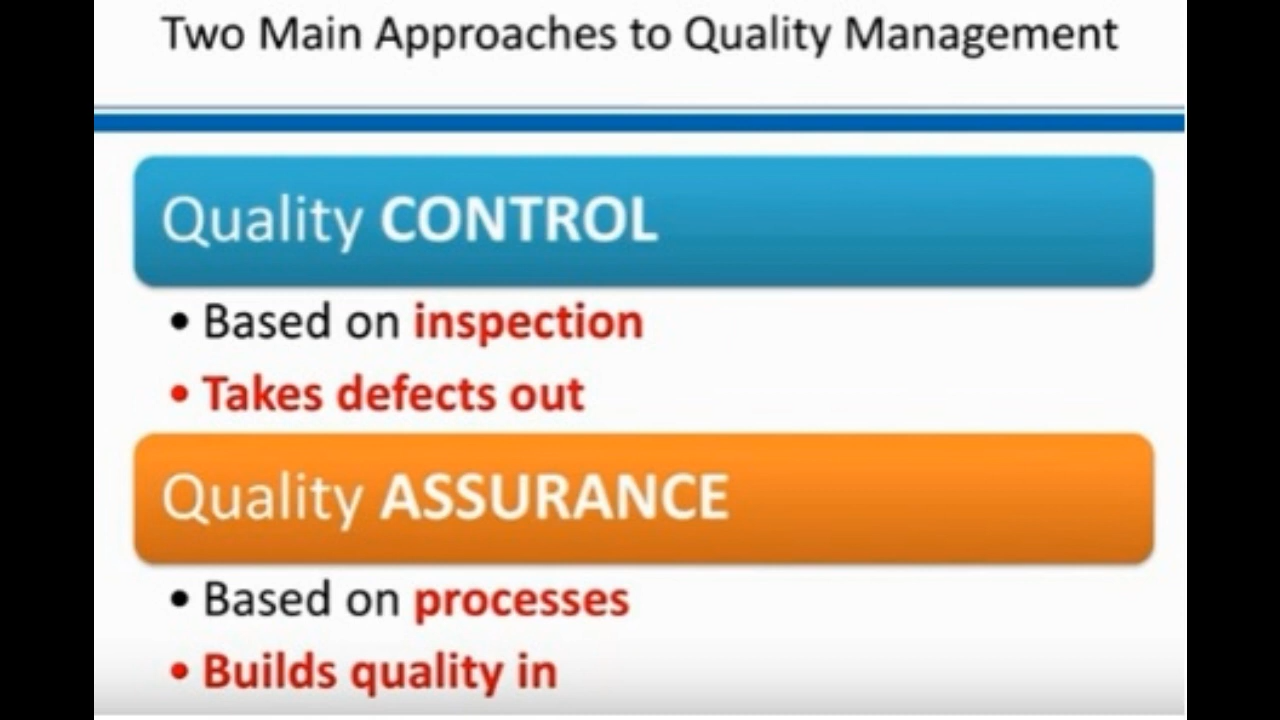 Two Main Approaches to Quality Management
Quality CONTROL
• Based on inspection
• Takes defects out
Quality ASSURANCE
• Based on processes
• Builds quality in